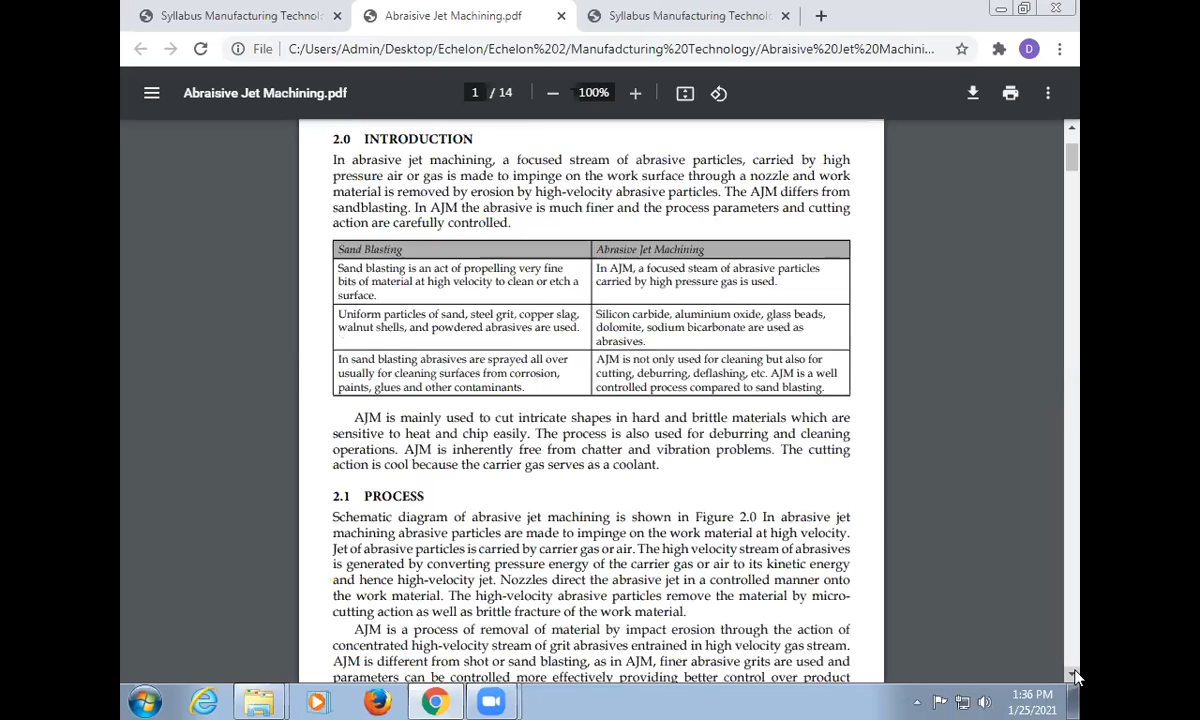 Syllabus Manufacturing Technolo
Abraisive Jet Machining.pdf
Syllabus Manufacturing Technolo
File
C:/Users/Admin/Desktop/Echelon/Echelon%202/Manufadcturing%20Technology/Abraisive%20Jet%20Machini...
D
Abraisive Jet Machining.pdf
1 / 14
100%
2.0 INTRODUCTION
In abrasive jet machining, a focused stream of abrasive particles, carried by high
pressure air or gas is made to impinge on the work surface through a nozzle and work
material is removed by erosion by high-velocity abrasive particles. The AJM differs from
sandblasting. In AJM the abrasive is much finer and the process parameters and cutting
action are carefully controlled.
Sand Blasting
Abrasive Jet Machining
Sand blasting is an act of propelling very fine
bits of material at high velocity to clean or etch a
surface.
In AJM, a focused steam of abrasive particles
carried by high pressure gas is used.
Uniform particles of sand, steel grit, copper slag,
walnut shells, and powdered abrasives are used.
Silicon carbide, aluminium oxide, glass beads,
dolomite, sodium bicarbonate are used as
abrasives.
In sand blasting abrasives are sprayed all over
usually for cleaning surfaces from corrosion,
paints, glues and other contaminants.
AJM is not only used for cleaning but also for
cutting, deburring, deflashing, etc. AJM is a well
controlled process compared to sand blasting.
AJM is mainly used to cut intricate shapes in hard and brittle materials which are
sensitive to heat and chip easily. The process is also used for deburring and cleaning
operations. AJM is inherently free from chatter and vibration problems. The cutting
action is cool because the carrier gas serves as a coolant.
2.1 PROCESS
Schematic diagram of abrasive jet machining is shown in Figure 2.0 In abrasive jet
machining abrasive particles are made to impinge on the work material at high velocity.
Jet of abrasive particles is carried by carrier gas or air. The high velocity stream of abrasives
is generated by converting pressure energy of the carrier gas or air to its kinetic energy
and hence high-velocity jet. Nozzles direct the abrasive jet in a controlled manner onto
the work material. The high-velocity abrasive particles remove the material by micro-
cutting action as well as brittle fracture of the work material.
AJM is a process of removal of material by impact erosion through the action of
concentrated high-velocity stream of grit abrasives entrained in high velocity gas stream.
AJM is different from shot or sand blasting, as in AJM, finer abrasive grits are used and
parameters can be controlled more effectively providing better control over product
1:36 PM
1/25/2021